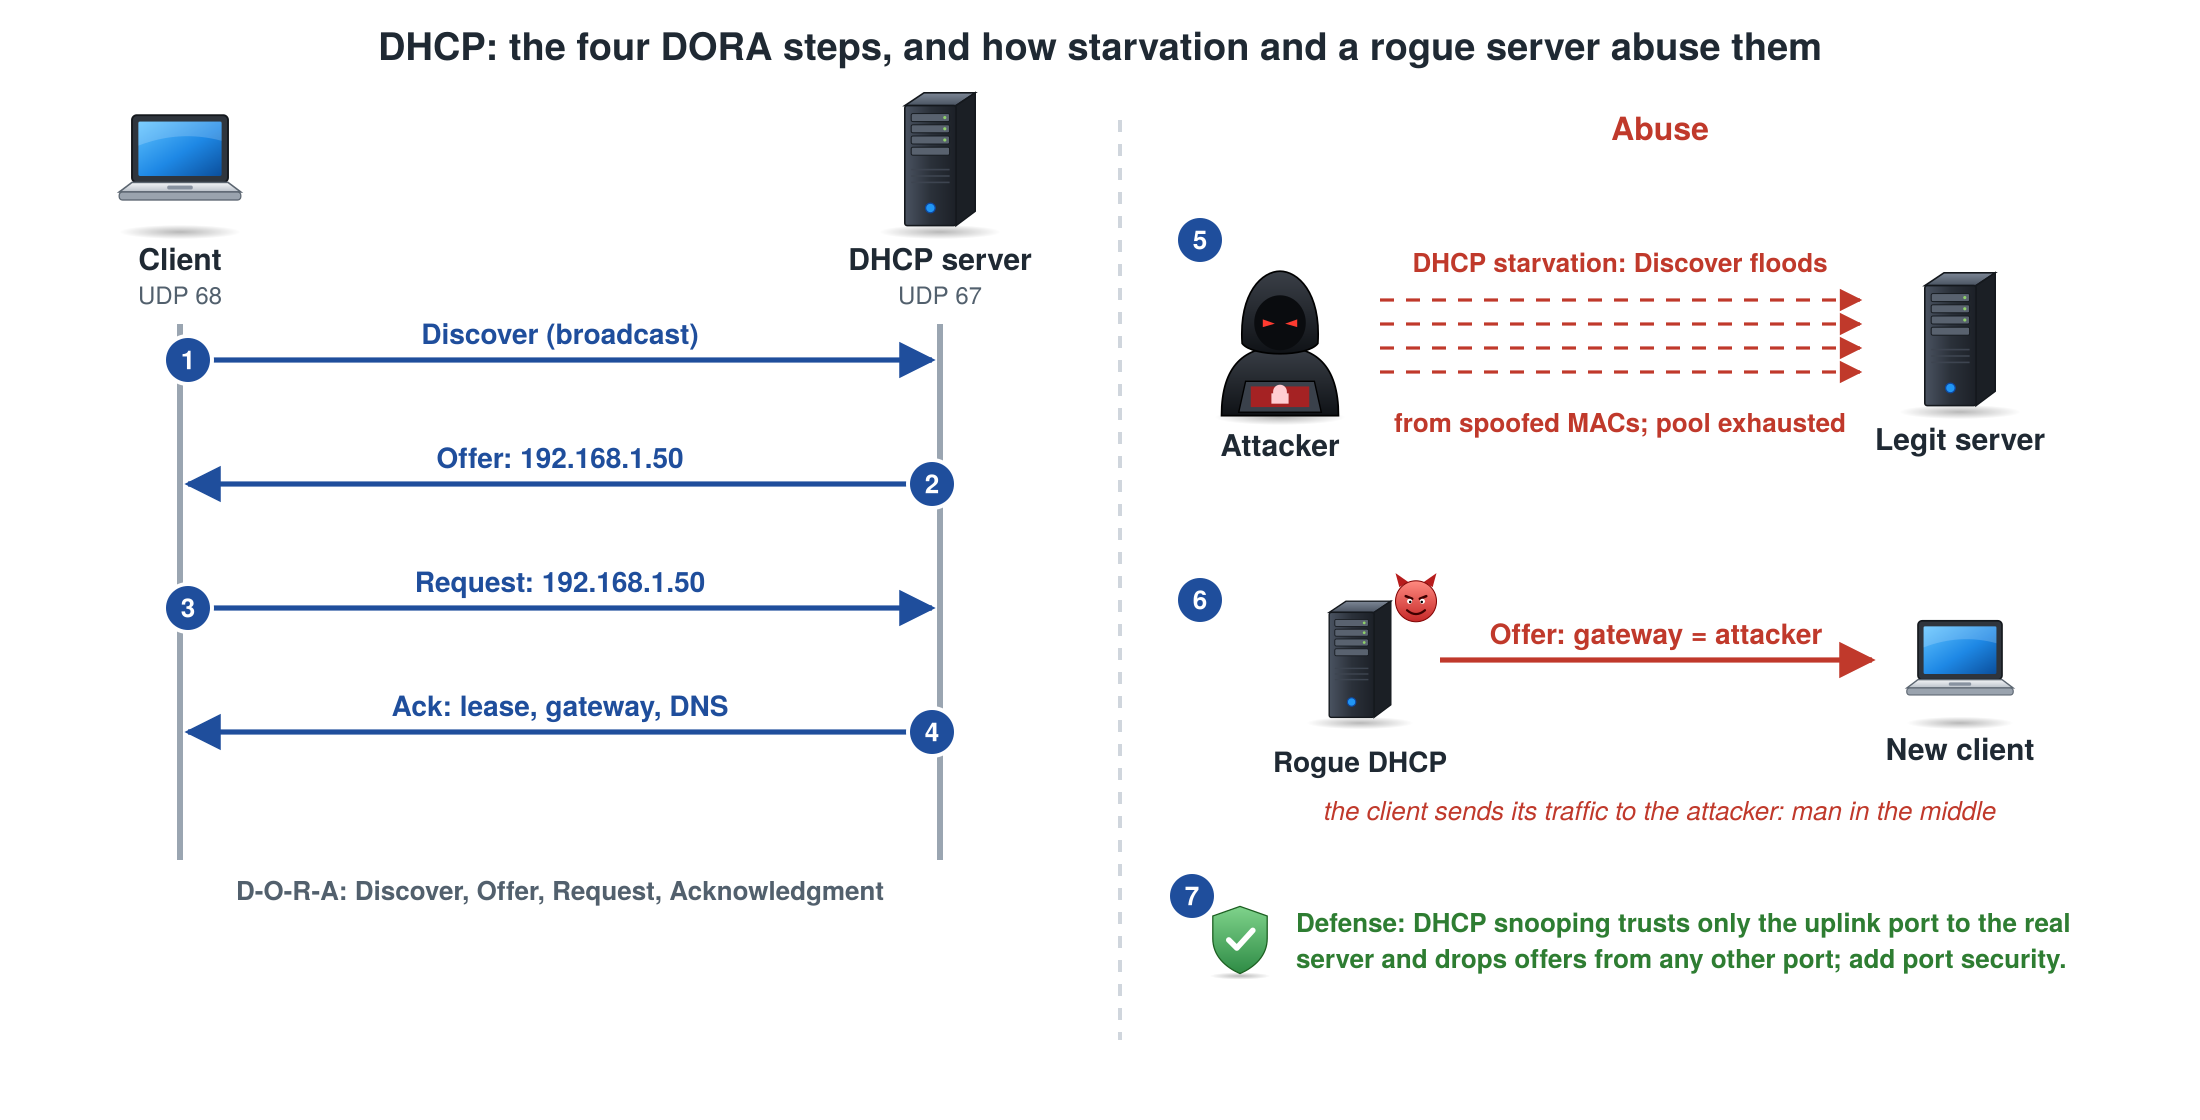 DHCP: the four DORA steps, and how starvation and a rogue server abuse them
Client
UDP 68
DHCP server
UDP 67
1
Discover (broadcast)
Offer: 192.168.1.50
2
3
Request: 192.168.1.50
Ack: lease, gateway, DNS
4
D-O-R-A: Discover, Offer, Request, Acknowledgment
Abuse
5
DHCP starvation: Discover floods
from spoofed MACs; pool exhausted
Attacker
Legit server
6
Offer: gateway = attacker
Rogue DHCP
New client
the client sends its traffic to the attacker: man in the middle
7
Defense: DHCP snooping trusts only the uplink port to the real
server and drops offers from any other port; add port security.